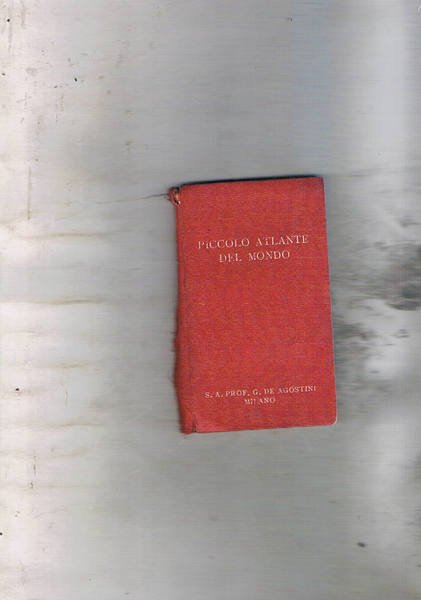 PICCOLO ATLANTE
DEL MONDO
S. A. PROF. G. DE AGOSTINI
MILANO